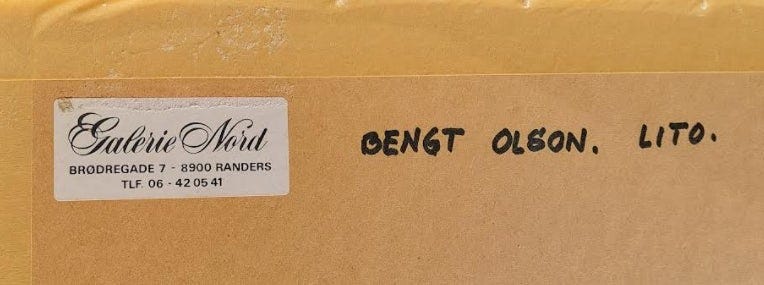 Galerie Nord
BRØDREGADE 7 - 8900 RANDERS
TLF. 06 - 42 05 41
BENGT OLSON. LITO.